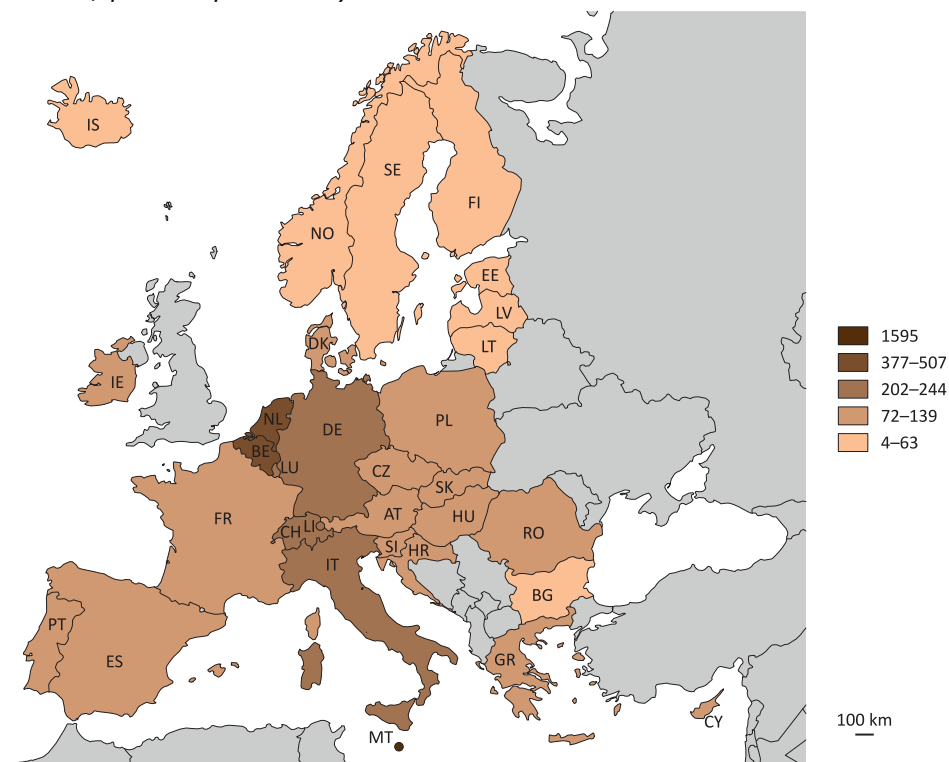 IS
SE
FI
NO
EE
LV
LT
DK
IE
NL
BE
LU
DE
PL
CZ
SK
FR
CH
LI
AT
HU
RO
SI
HR
IT
BG
PT
ES
GR
CY
MT
1595
377–507
202–244
72–139
4–63
100 km